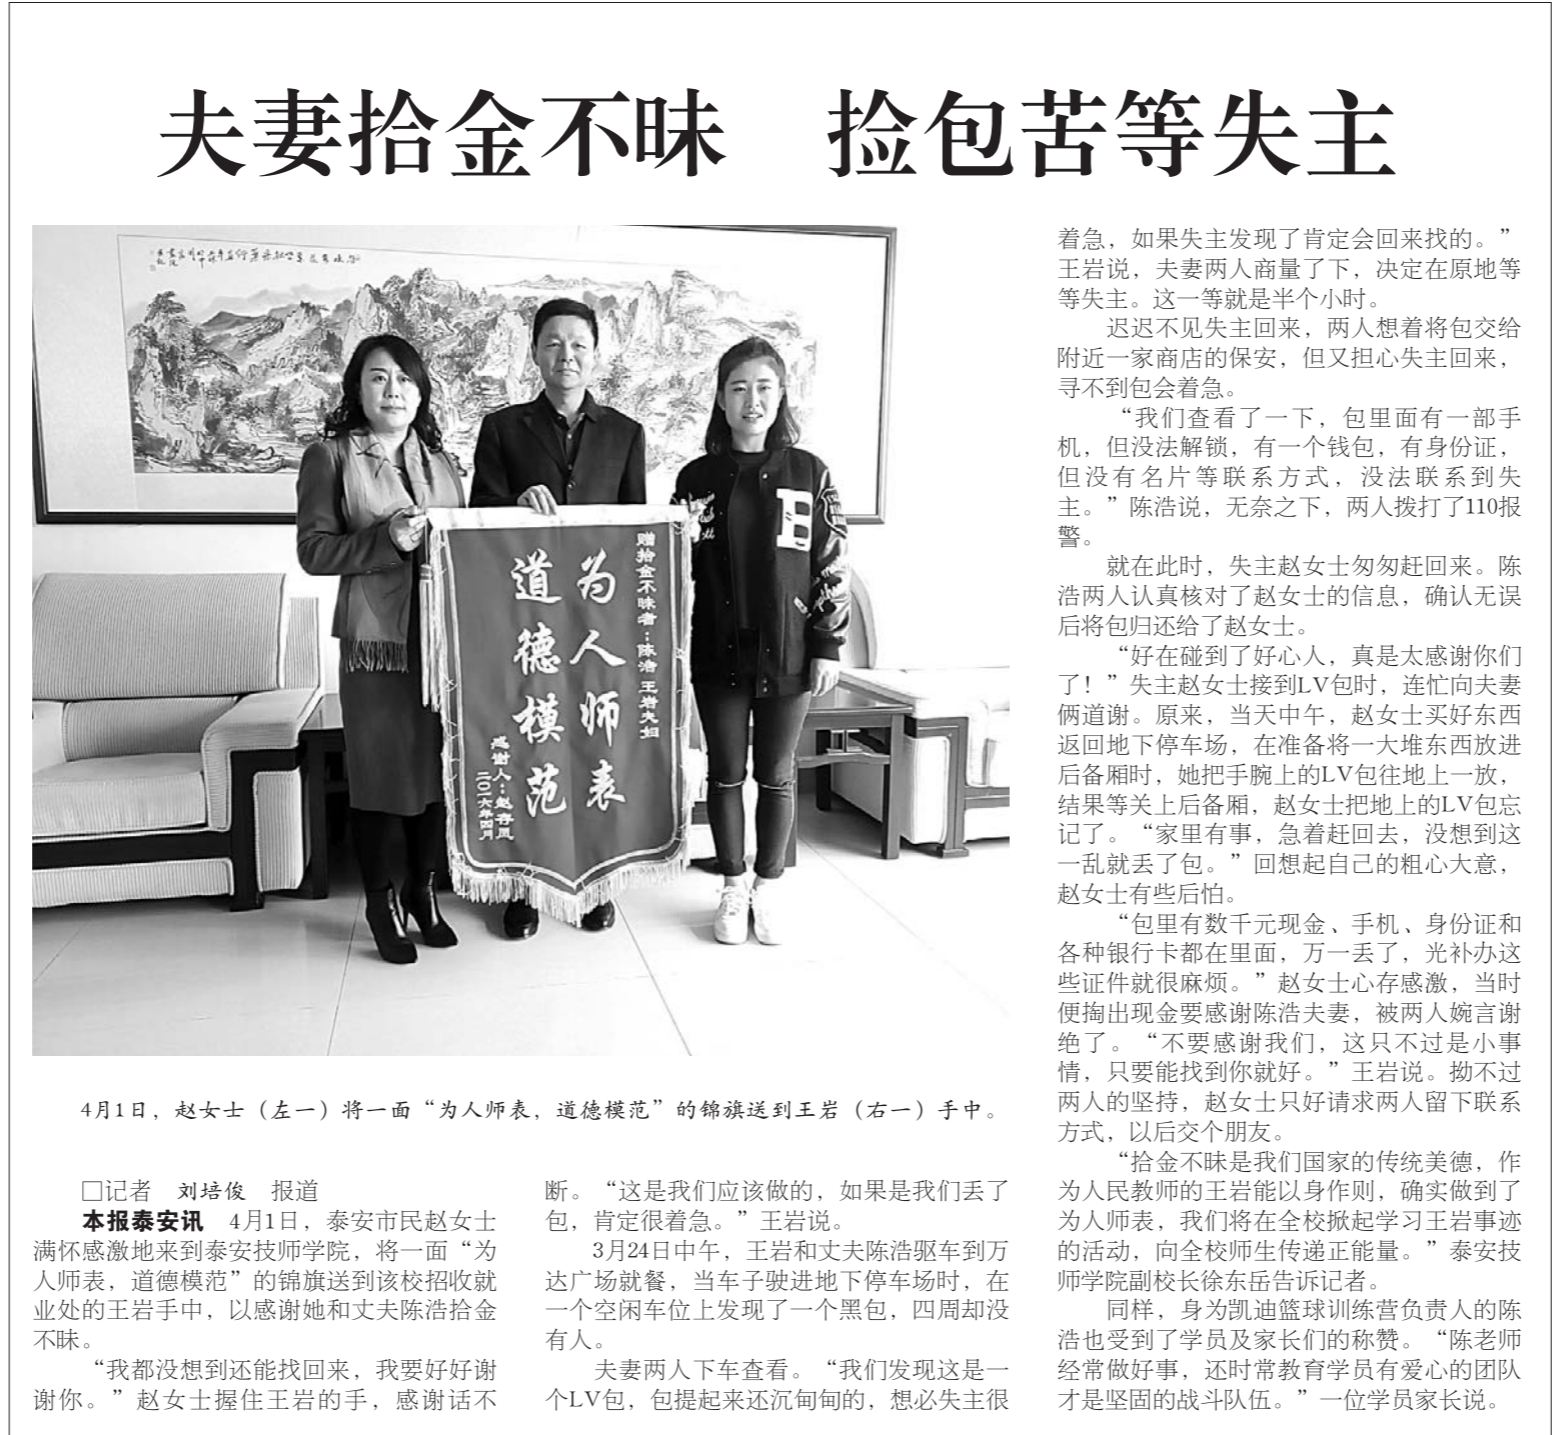 夫妻拾金不昧 捡包苦等失主
赠拾金不昧者：陈浩 王岩夫妇
为人师表
道德模范
感谢人：赵存凤
二〇一六年四月
4月1日，赵女士（左一）将一面“为人师表，道德模范”的锦旗送到王岩（右一）手中。
□记者 刘培俊 报道
本报泰安讯 4月1日，泰安市民赵女士
满怀感激地来到泰安技师学院，将一面“为
人师表，道德模范”的锦旗送到该校招收就
业处的王岩手中，以感谢她和丈夫陈浩拾金
不昧。
“我都没想到还能找回来，我要好好谢
谢你。”赵女士握住王岩的手，感谢话不
断。“这是我们应该做的，如果是我们丢了
包，肯定很着急。”王岩说。
3月24日中午，王岩和丈夫陈浩驱车到万
达广场就餐，当车子驶进地下停车场时，在
一个空闲车位上发现了一个黑包，四周却没
有人。
夫妻两人下车查看。“我们发现这是一
个LV包，包提起来还沉甸甸的，想必失主很
着急，如果失主发现了肯定会回来找的。”
王岩说，夫妻两人商量了下，决定在原地等
等失主。这一等就是半个小时。
迟迟不见失主回来，两人想着将包交给
附近一家商店的保安，但又担心失主回来，
寻不到包会着急。
“我们查看了一下，包里面有一部手
机，但没法解锁，有一个钱包，有身份证，
但没有名片等联系方式，没法联系到失
主。”陈浩说，无奈之下，两人拨打了110报
警。
就在此时，失主赵女士匆匆赶回来。陈
浩两人认真核对了赵女士的信息，确认无误
后将包归还给了赵女士。
“好在碰到了好心人，真是太感谢你们
了！”失主赵女士接到LV包时，连忙向夫妻
俩道谢。原来，当天中午，赵女士买好东西
返回地下停车场，在准备将一大堆东西放进
后备厢时，她把手腕上的LV包往地上一放，
结果等关上后备厢，赵女士把地上的LV包忘
记了。“家里有事，急着赶回去，没想到这
一乱就丢了包。”回想起自己的粗心大意，
赵女士有些后怕。
“包里有数千元现金、手机、身份证和
各种银行卡都在里面，万一丢了，光补办这
些证件就很麻烦。”赵女士心存感激，当时
便掏出现金要感谢陈浩夫妻，被两人婉言谢
绝了。“不要感谢我们，这只不过是小事
情，只要能找到你就好。”王岩说。拗不过
两人的坚持，赵女士只好请求两人留下联系
方式，以后交个朋友。
“拾金不昧是我们国家的传统美德，作
为人民教师的王岩能以身作则，确实做到了
为人师表，我们将在全校掀起学习王岩事迹
的活动，向全校师生传递正能量。”泰安技
师学院副校长徐东岳告诉记者。
同样，身为凯迪篮球训练营负责人的陈
浩也受到了学员及家长们的称赞。“陈老师
经常做好事，还时常教育学员有爱心的团队
才是坚固的战斗队伍。”一位学员家长说。